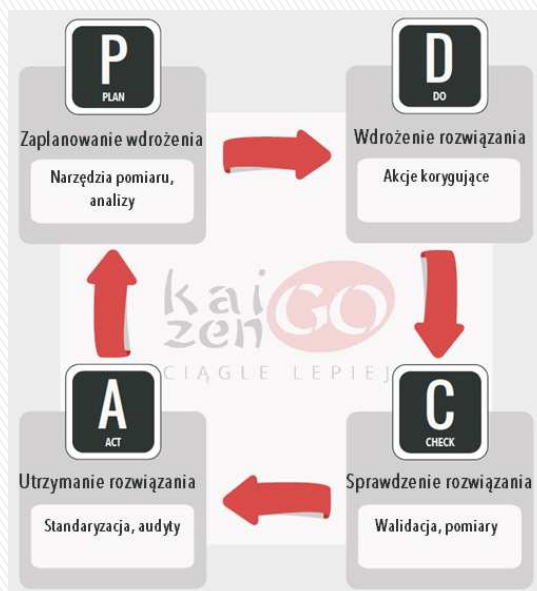 P
PLAN
Zaplanowanie wdrożenia
Narzędzia pomiaru,
analizy
D
DO
Wdrożenie rozwiązania
Akcje korygujące
kai
zen
GO
CIĄGLE LEPIEJ
A
ACT
Utrzymanie rozwiązania
Standaryzacja, audyty
C
CHECK
Sprawdzenie rozwiązania
Walidacja, pomiary